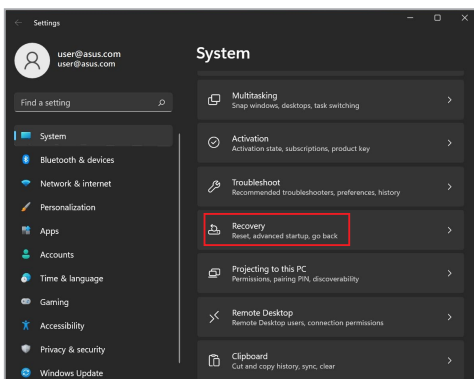 Settings
user@asus.com
user@asus.com
Find a setting
System
Bluetooth & devices
Network & internet
Personalization
Apps
Accounts
Time & language
Gaming
Accessibility
Privacy & security
Windows Update
System
Multitasking
Snap windows, desktops, task switching
Activation
Activation state, subscriptions, product key
Troubleshoot
Recommended troubleshooters, preferences, history
Recovery
Reset, advanced startup, go back
Projecting to this PC
Permissions, pairing PIN, discoverability
Remote Desktop
Remote Desktop users, connection permissions
Clipboard
Cut and copy history, sync, clear